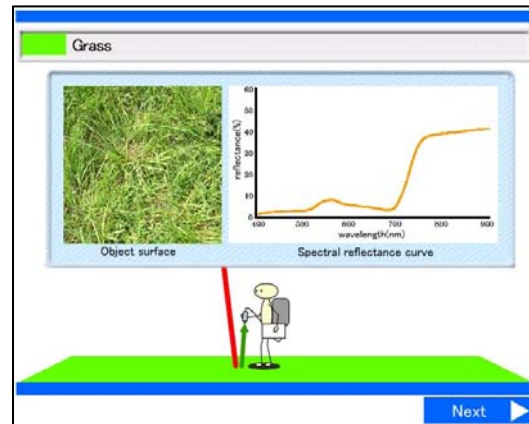 Grass
60
50
40
30
20
10
0
reflectance(%)
400 500 600 700 800 900
wavelength(nm)
Object surface
Spectral reflectance curve
Next